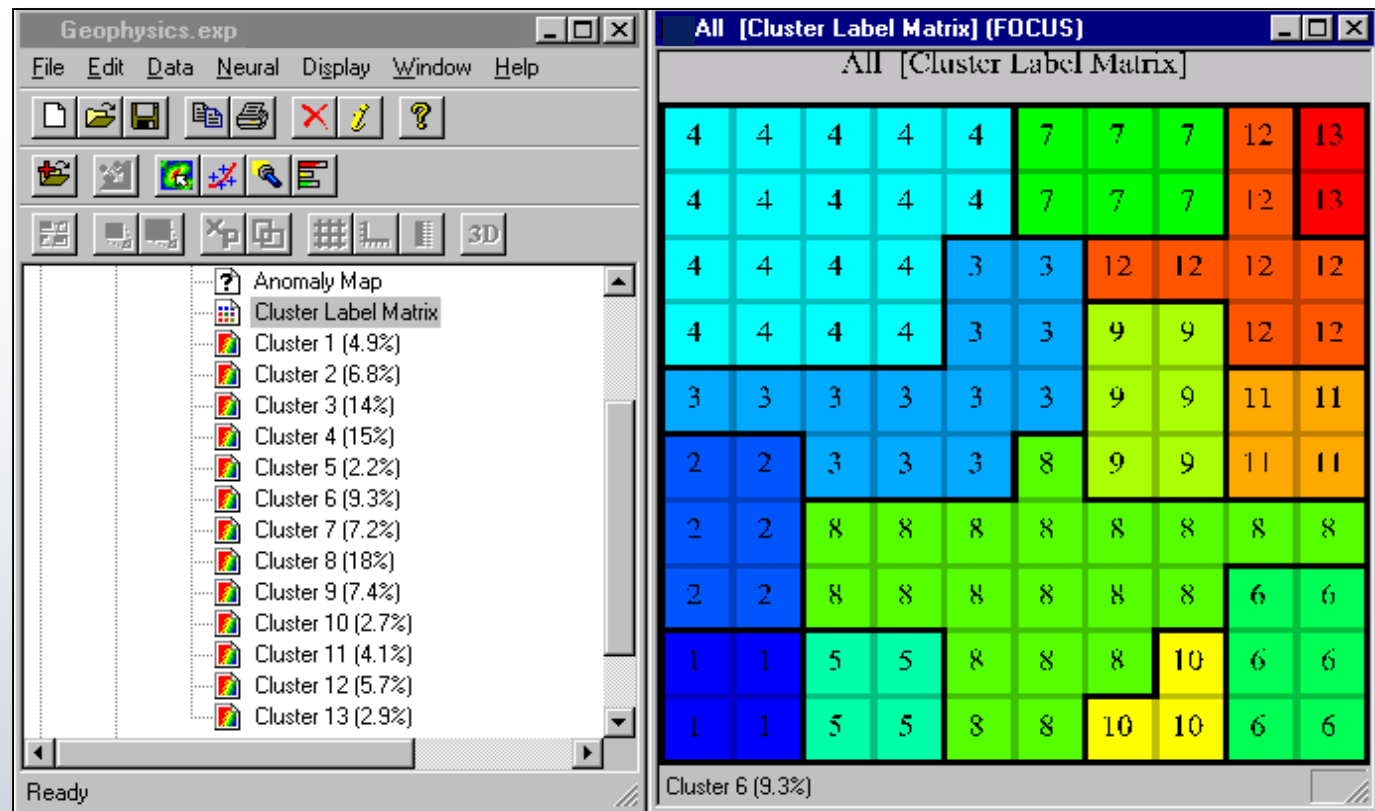 Geophysics.exp
File Edit Data Neural Display Window Help
3D
Anomaly Map
Cluster Label Matrix
Cluster 1 (4.9%)
Cluster 2 (6.8%)
Cluster 3 (14%)
Cluster 4 (15%)
Cluster 5 (2.2%)
Cluster 6 (9.3%)
Cluster 7 (7.2%)
Cluster 8 (18%)
Cluster 9 (7.4%)
Cluster 10 (2.7%)
Cluster 11 (4.1%)
Cluster 12 (5.7%)
Cluster 13 (2.9%)
Ready
All [Cluster Label Matrix] (FOCUS)
All [Cluster Label Matrix]
4 4 4 4 4 7 7 7 12 13
4 4 4 4 4 7 7 7 12 13
4 4 4 4 3 3 12 12 12 12
4 4 4 4 3 3 9 9 12 12
3 3 3 3 3 3 9 9 11 11
2 2 3 3 3 8 9 9 11 11
2 2 8 8 8 8 8 8 8 8
2 2 8 8 8 8 8 8 6 6
1 1 5 5 8 8 8 10 6 6
1 1 5 5 8 8 10 10 6 6
Cluster 6 (9.3%)